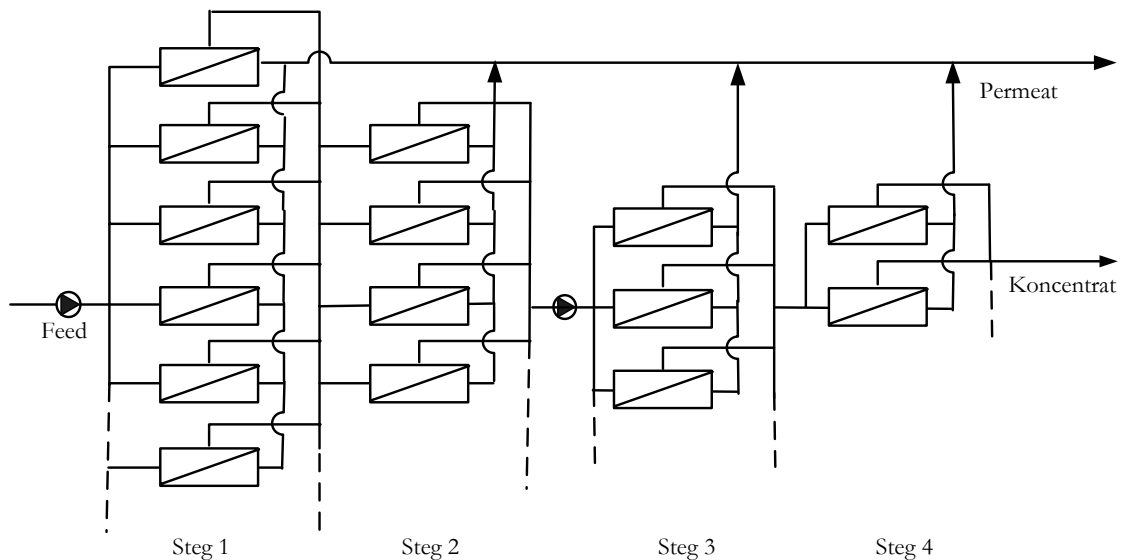 Permeat
Koncentrat
Feed
Steg 1
Steg 2
Steg 3
Steg 4